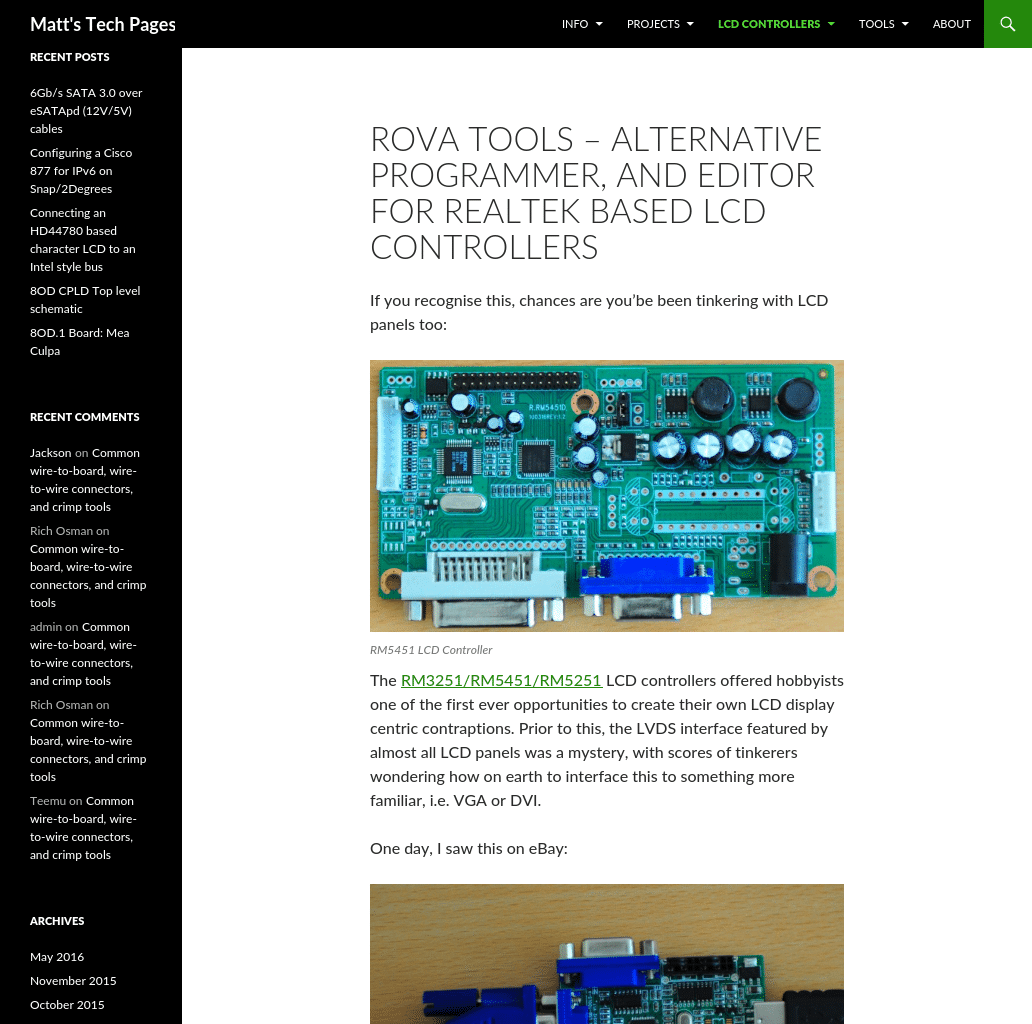 Matt's Tech Pages
INFO
PROJECTS
LCD CONTROLLERS
TOOLS
ABOUT
RECENT POSTS
6Gb/s SATA 3.0 over
eSATApd (12V/5V)
cables
Configuring a Cisco
877 for IPv6 on
Snap/2Degrees
Connecting an
HD44780 based
character LCD to an
Intel style bus
8OD CPLD Top level
schematic
8OD.1 Board: Mea
Culpa
RECENT COMMENTS
Jackson on Common
wire-to-board, wire-
to-wire connectors,
and crimp tools
Rich Osman on
Common wire-to-
board, wire-to-wire
connectors, and crimp
tools
admin on Common
wire-to-board, wire-
to-wire connectors,
and crimp tools
Rich Osman on
Common wire-to-
board, wire-to-wire
connectors, and crimp
tools
Teemu on Common
wire-to-board, wire-
to-wire connectors,
and crimp tools
ARCHIVES
May 2016
November 2015
October 2015
ROVA TOOLS – ALTERNATIVE
PROGRAMMER, AND EDITOR
FOR REALTEK BASED LCD
CONTROLLERS
If you recognise this, chances are you’be been tinkering with LCD
panels too:
R.RM5451D
RM5451 LCD Controller
The RM3251/RM5451/RM5251 LCD controllers offered hobbyists
one of the first ever opportunities to create their own LCD display
centric contraptions. Prior to this, the LVDS interface featured by
almost all LCD panels was a mystery, with scores of tinkerers
wondering how on earth to interface this to something more
familiar, i.e. VGA or DVI.
One day, I saw this on eBay: